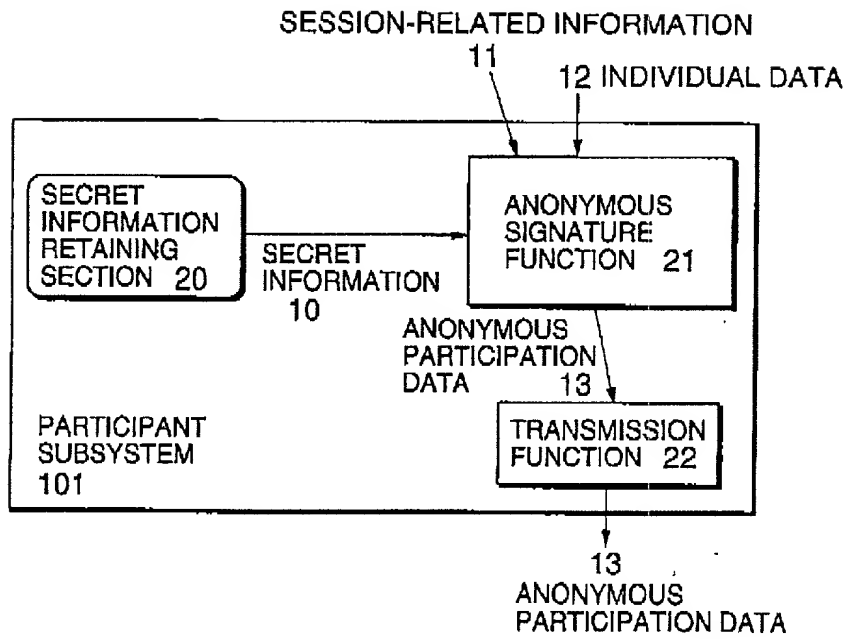 SESSION-RELATED INFORMATION
11
12 INDIVIDUAL DATA
SECRET
INFORMATION
RETAINING
SECTION 20
SECRET
INFORMATION
10
ANONYMOUS
SIGNATURE
FUNCTION 21
ANONYMOUS
PARTICIPATION
DATA 13
TRANSMISSION
FUNCTION 22
PARTICIPANT
SUBSYSTEM
101
13
ANONYMOUS
PARTICIPATION DATA